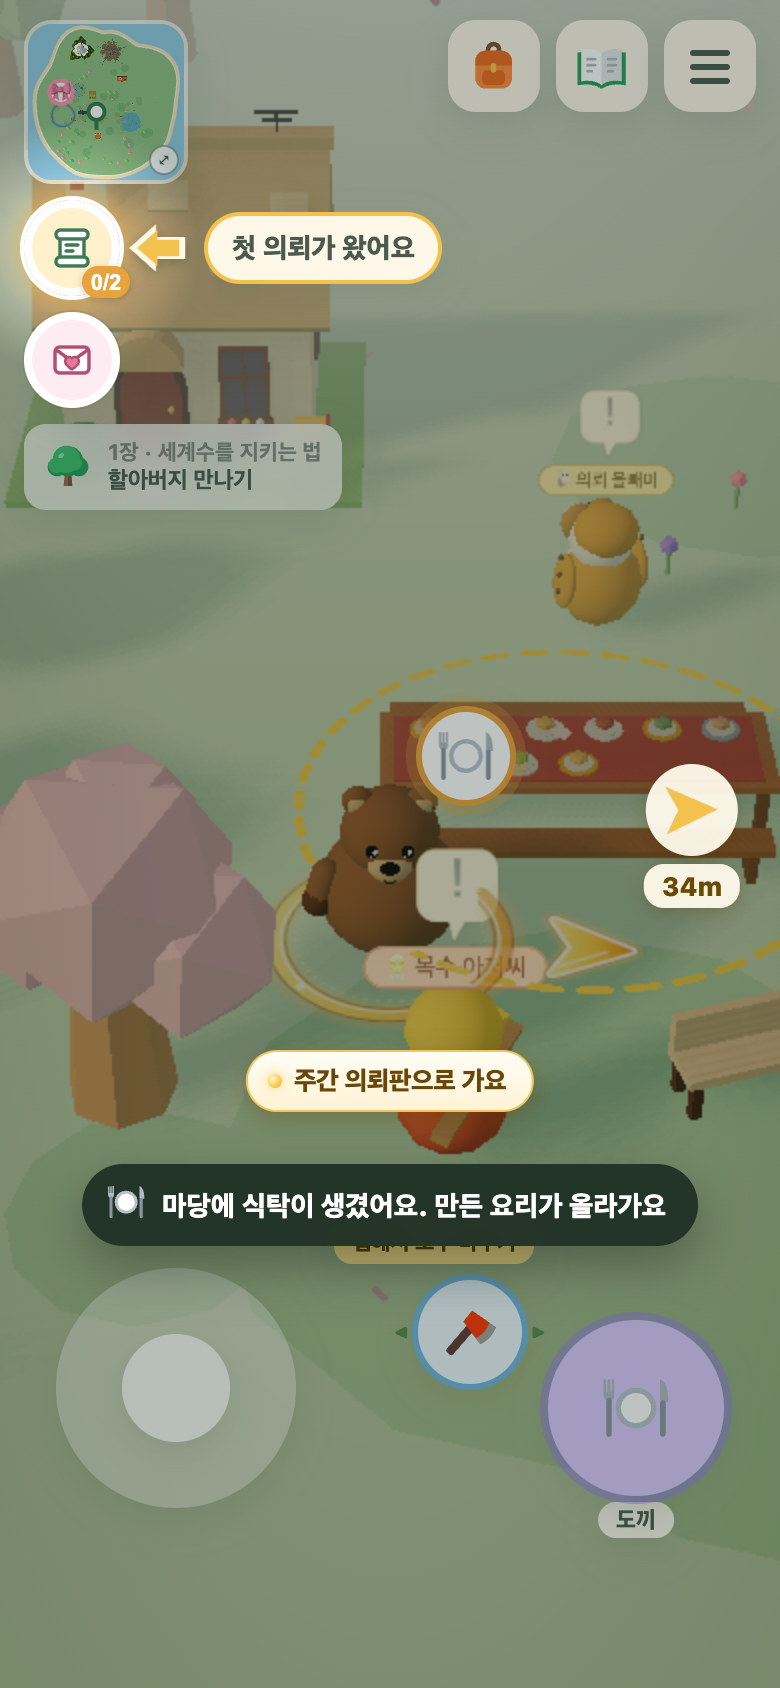 첫 의뢰가 왔어요
0/2
1장 · 세계수를 지키는 법
할아버지 만나기
!
의뢰 올빼미
34m
!
목수 아저씨
주간 의뢰판으로 가요
마당에 식탁이 생겼어요. 만든 요리가 올라가요
도끼